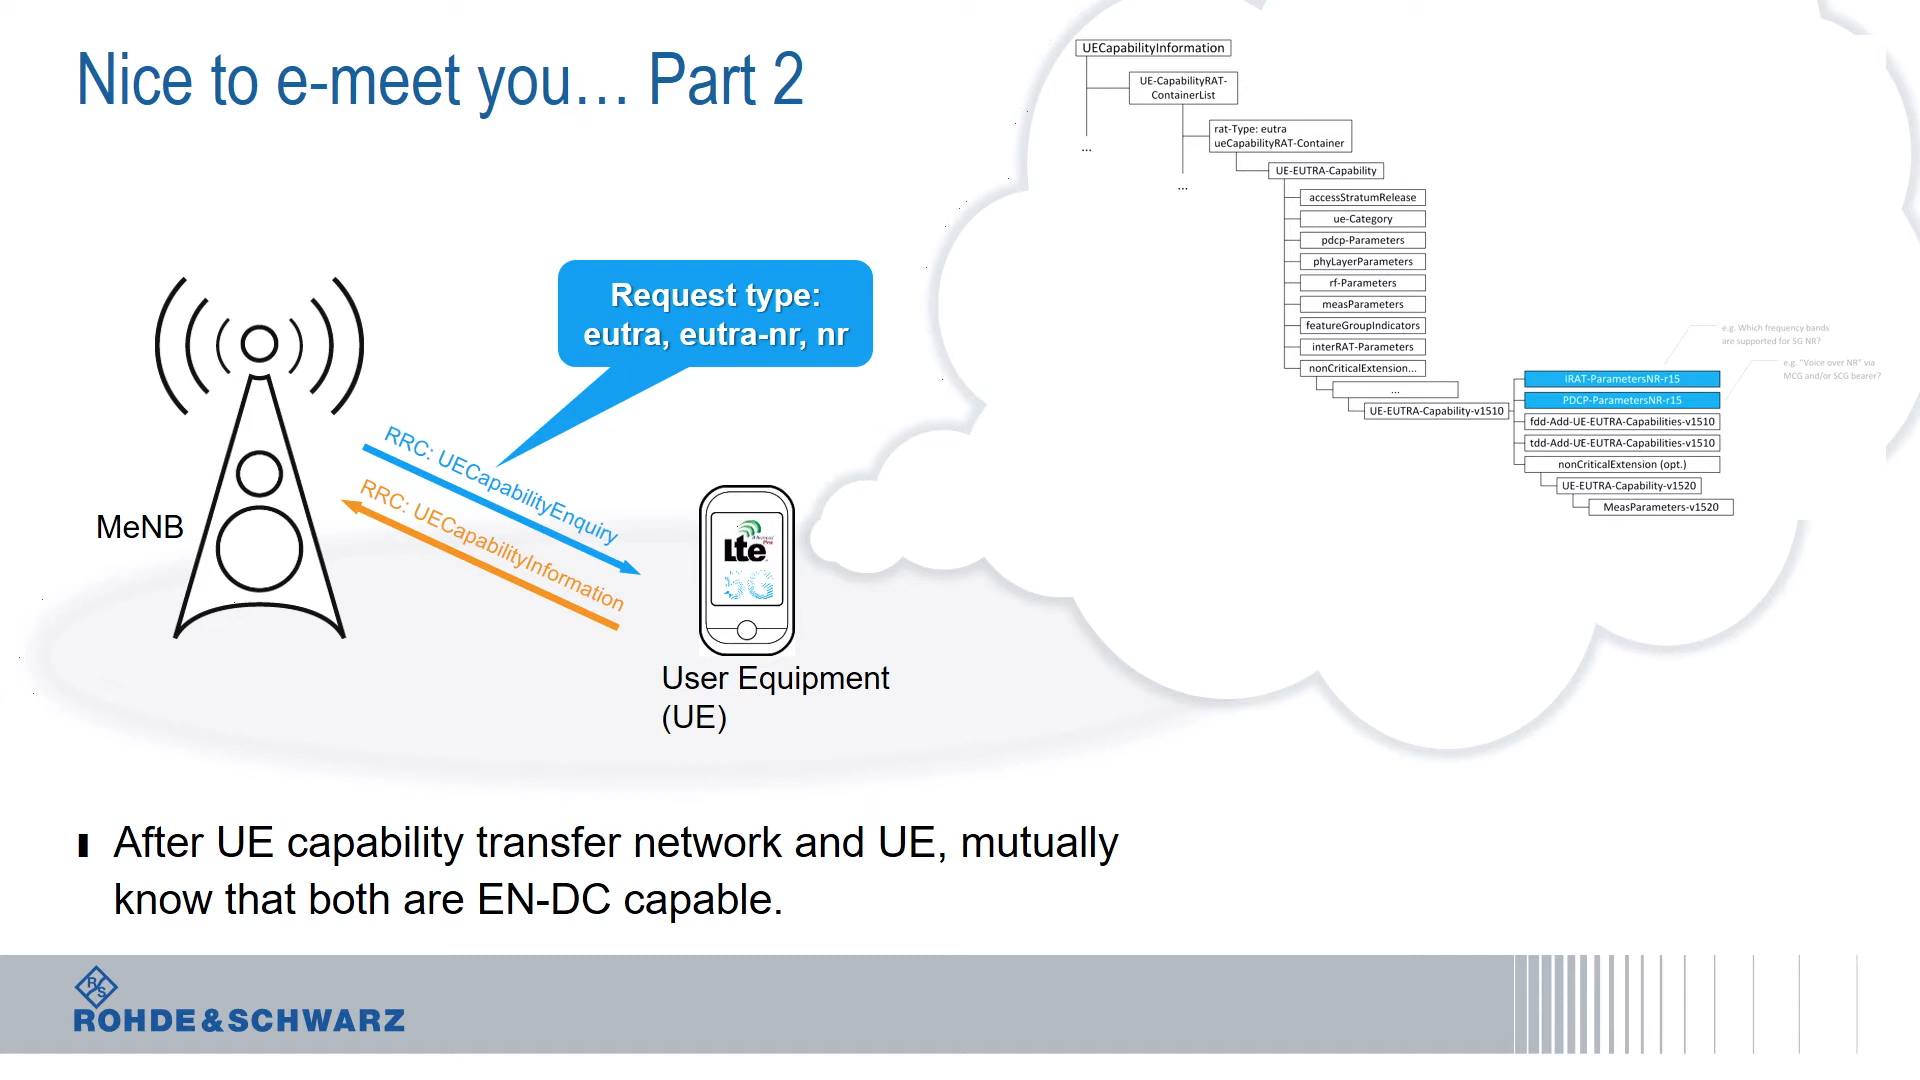 Nice to e-meet you… Part 2
UECapabilityInformation
UE-CapabilityRAT-
ContainerList
...
rat-Type: eutra
ueCapabilityRAT-Container
...
UE-EUTRA-Capability
accessStratumRelease
ue-Category
pdcp-Parameters
phyLayerParameters
rf-Parameters
measParameters
featureGroupIndicators
interRAT-Parameters
nonCriticalExtension...
...
UE-EUTRA-Capability-v1510
e.g. Which frequency bands
are supported for 5G NR?
e.g. "Voice over NR" via
MCG and/or SCG bearer?
IRAT-ParametersNR-r15
PDCP-ParametersNR-r15
fdd-Add-UE-EUTRA-Capabilities-v1510
tdd-Add-UE-EUTRA-Capabilities-v1510
nonCriticalExtension (opt.)
UE-EUTRA-Capability-v1520
MeasParameters-v1520
Request type:
eutra, eutra-nr, nr
RRC: UECapabilityEnquiry
RRC: UECapabilityInformation
MeNB
Advanced
Pro
Lte
5G
User Equipment
(UE)
After UE capability transfer network and UE, mutually
know that both are EN-DC capable.
R S
ROHDE&SCHWARZ